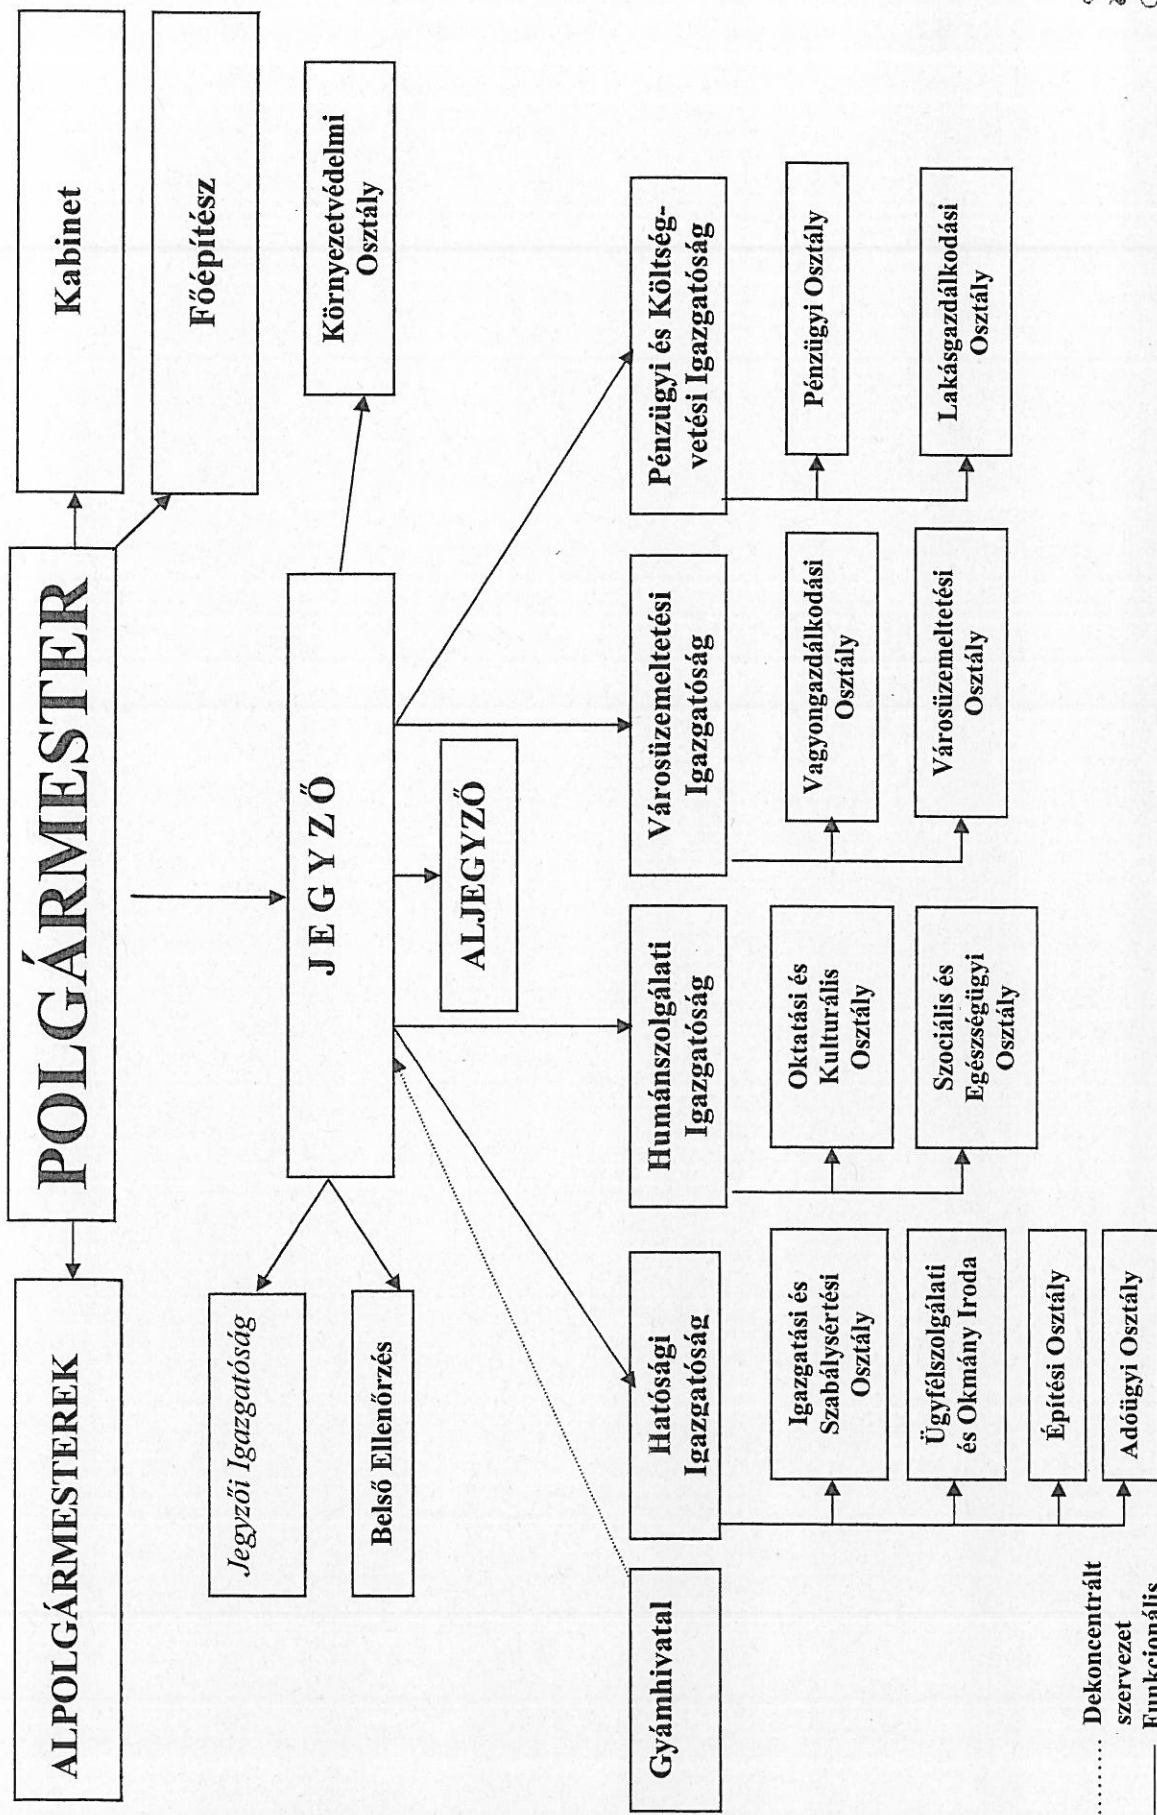 ALPOLGÁRMESTEREK
POLGÁRMESTER
Kabinet
Főépítész
Jegyzői Igazgatóság
Belső Ellenőrzés
JEGYZŐ
Környezetvédelmi
Osztály
ALJEGYZŐ
Gyámhivatal
Hatósági
Igazgatóság
Humánszolgálati
Igazgatóság
Városüzemeltetési
Igazgatóság
Pénzügyi és Költség-
vetési Igazgatóság
Igazgatási és
Szabálysértési
Osztály
Ügyfélszolgálati
és Okmány Iroda
Építési Osztály
Adóügyi Osztály
Oktatási és
Kulturális
Osztály
Szociális és
Egészségügyi
Osztály
Vagyongazdálkodási
Osztály
Városüzemeltetési
Osztály
Pénzügyi Osztály
Lakásgazdálkodási
Osztály
Dekoncentrált
szervezet
Funkcionális